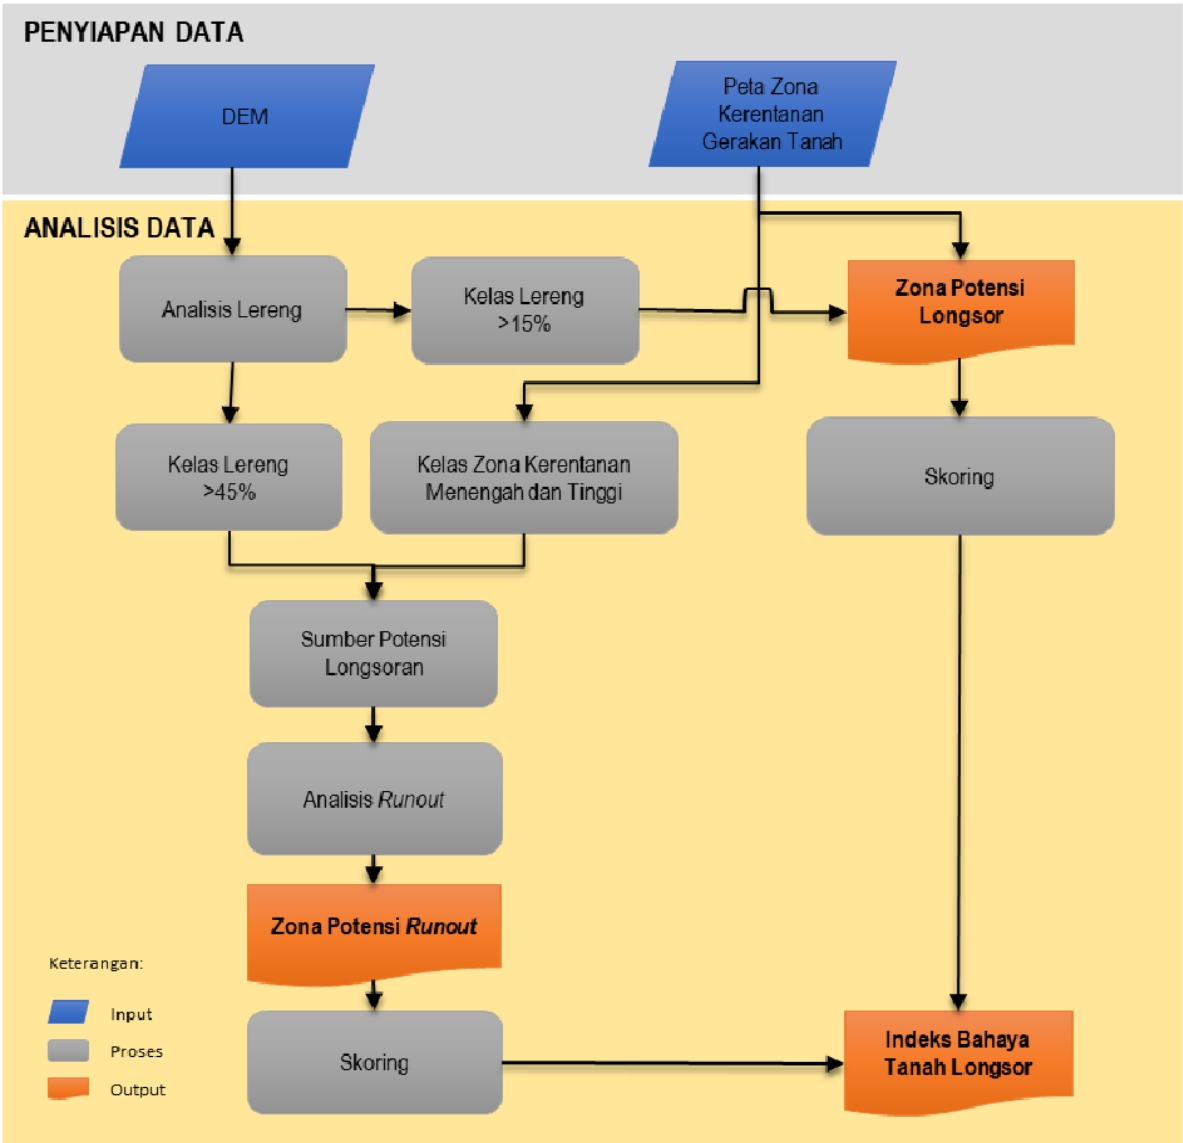 PENYIAPAN DATA
DEM
Peta Zona
Kerentanan
Gerakan Tanah
ANALISIS DATA
Analisis Lereng
Kelas Lereng
>15%
Zona Potensi
Longsor
Kelas Lereng
>45%
Kelas Zona Kerentanan
Menengah dan Tinggi
Skoring
Sumber Potensi
Longsoran
Analisis Runout
Zona Potensi Runout
Skoring
Indeks Bahaya
Tanah Longsor
Keterangan:
Input
Proses
Output